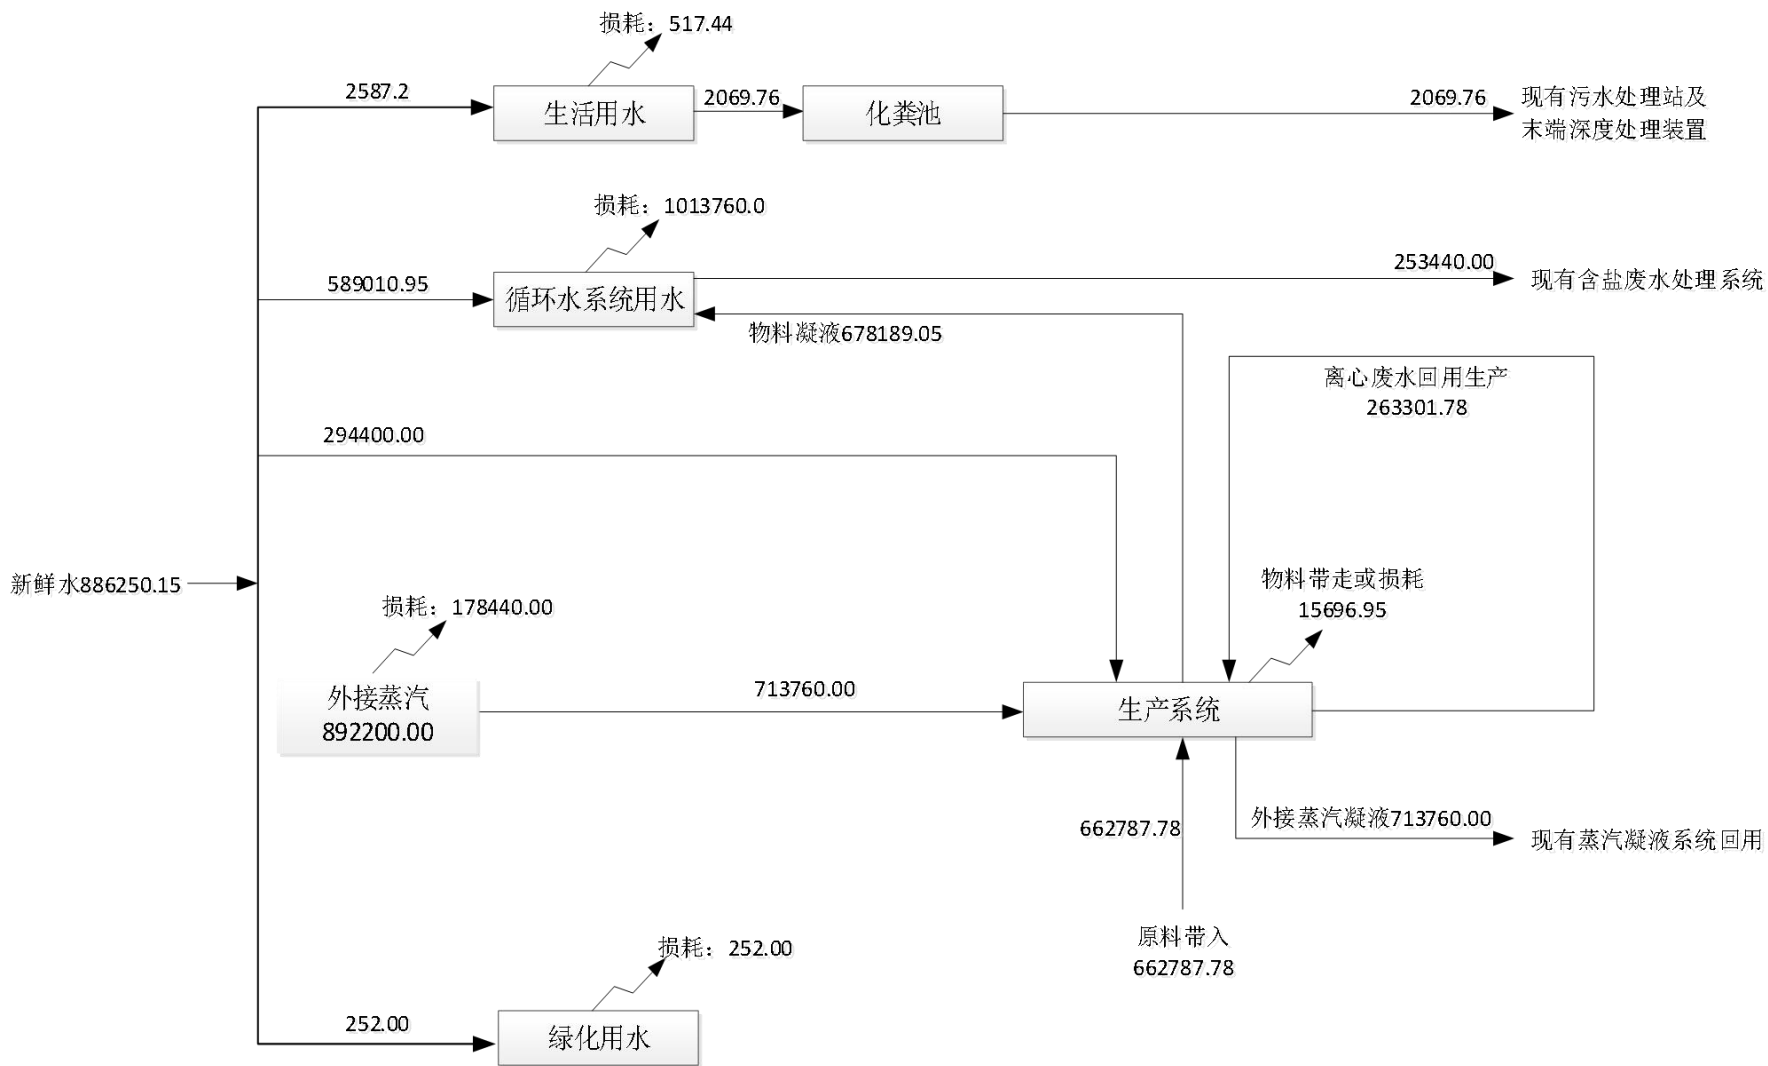 损耗：517.44
2587.2
生活用水
2069.76
化粪池
2069.76
现有污水处理站及
末端深度处理装置
损耗：1013760.0
589010.95
循环水系统用水
253440.00
现有含盐废水处理系统
物料凝液678189.05
离心废水回用生产
263301.78
294400.00
新鲜水886250.15
损耗：178440.00
外接蒸汽
892200.00
713760.00
物料带走或损耗
15696.95
生产系统
外接蒸汽凝液713760.00
现有蒸汽凝液系统回用
662787.78
原料带入
662787.78
损耗：252.00
252.00
绿化用水